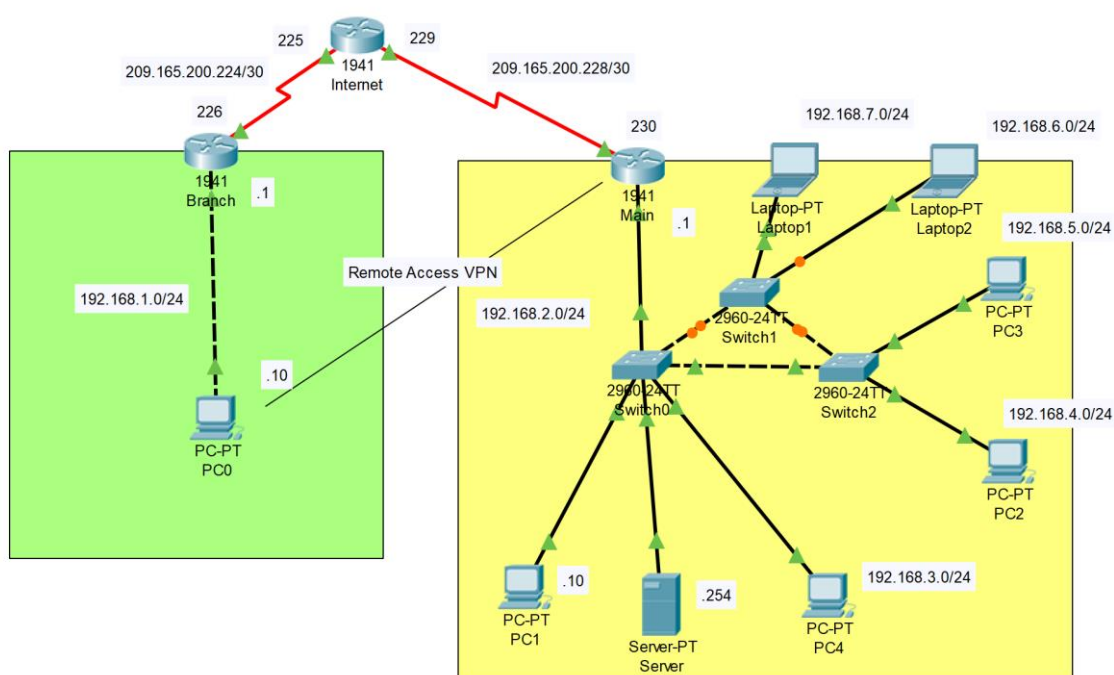 225
1941
Internet
229
209.165.200.224/30
209.165.200.228/30
226
230
192.168.7.0/24
192.168.6.0/24
1941
Branch
.1
1941
Main
.1
Laptop-PT
Laptop1
Laptop-PT
Laptop2
192.168.5.0/24
Remote Access VPN
192.168.1.0/24
192.168.2.0/24
2960-24TT
Switch1
PC-PT
PC3
.10
2960-24TT
Switch0
2960-24TT
Switch2
192.168.4.0/24
PC-PT
PC0
PC-PT
PC2
.10
.254
192.168.3.0/24
PC-PT
PC1
Server-PT
Server
PC-PT
PC4